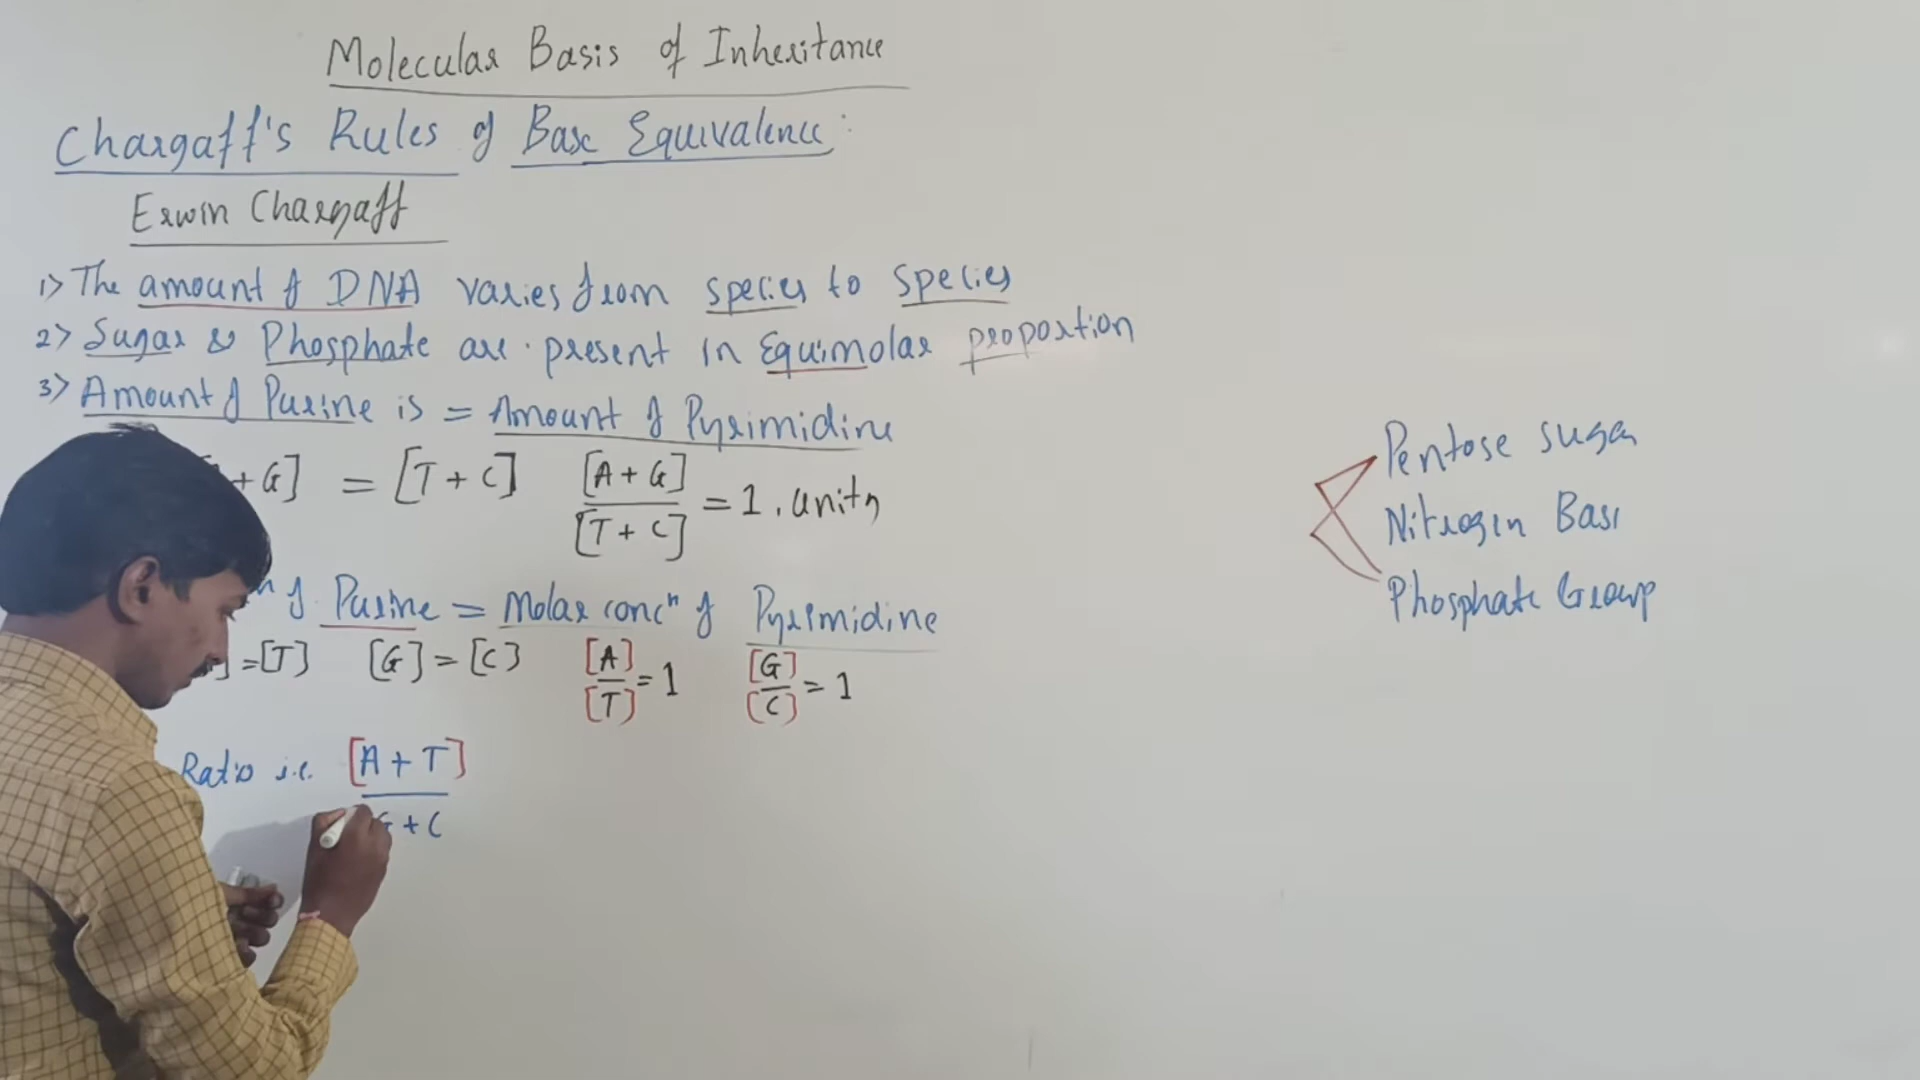 Molecular Basis of Inheritance
Chargaff's Rules of Base Equivalence:
Erwin Chargaff
1> The amount of DNA varies from species to species
2> Sugar & Phosphate are present in Equimolar proportion
3> Amount of Purine is = Amount of Pyrimidine
+ G] = [T + C] [A + G] / [T + C] = 1. unity
of Purine = Molar concn of Pyrimidine
] = [T] [G] = [C] [A] / [T] = 1 [G] / [C] = 1
Ratio i.e. [A + T]
G + C
Pentose sugar
Nitrogen Base
Phosphate Group